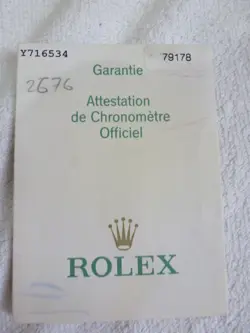 Y716534
79178
Garantie
2676
Attestation
de Chronomètre
Officiel
ROLEX